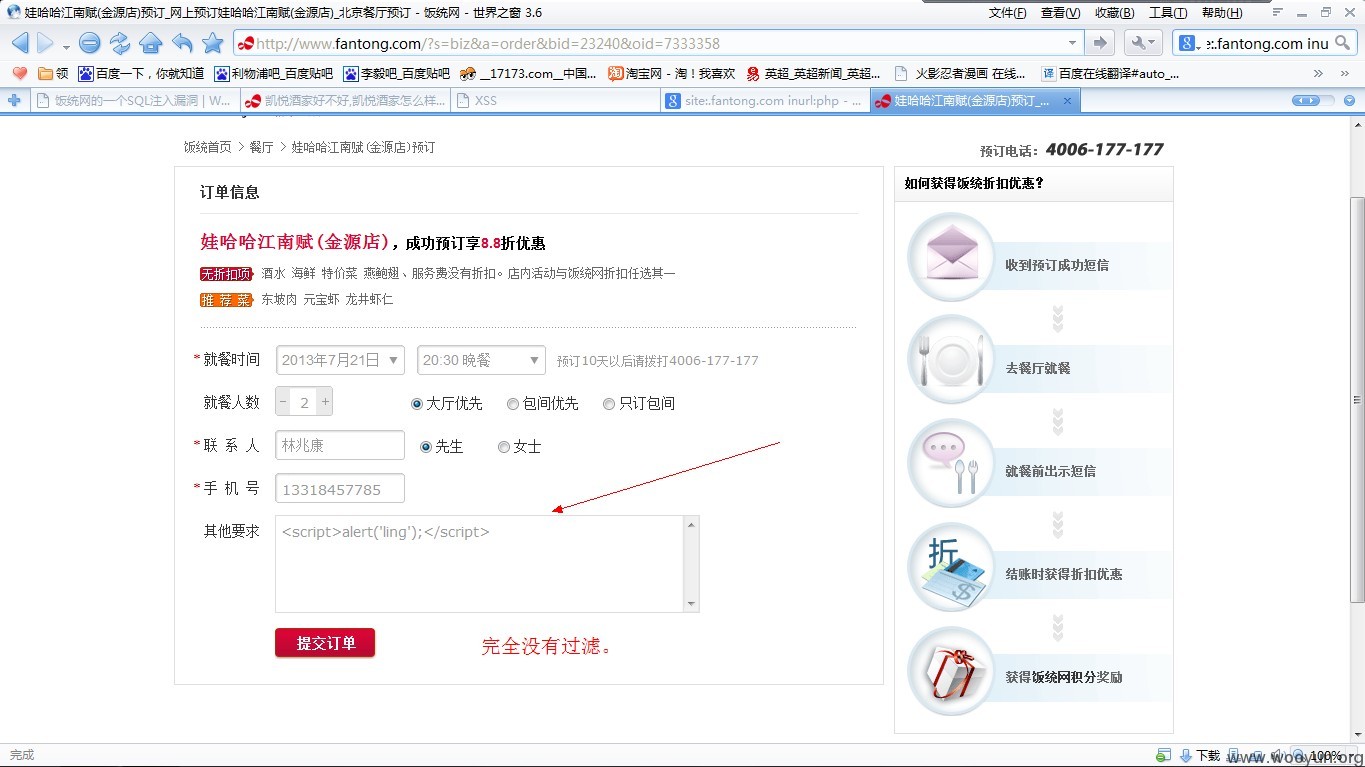 娃哈哈江南赋(金源店)预订_网上预订娃哈哈江南赋(金源店)_北京餐厅预订 - 饭统网 - 世界之窗 3.6
文件(F) 查看(V) 收藏(B) 工具(T) 帮助(H)
http://www.fantong.com/?s=biz&a=order&bid=23240&oid=7333358
:.fantong.com inu
领 百度一下，你就知道 利物浦吧_百度贴吧 李毅吧_百度贴吧 __17173.com__中国... 淘宝网 - 淘！我喜欢 英超_英超新闻_英超... 火影忍者漫画 在线... 百度在线翻译#auto_...
饭统网的一个SQL注入漏洞 | W... 凯悦酒家好不好,凯悦酒家怎么样... XSS site:.fantong.com inurl:php - ... 娃哈哈江南赋(金源店)预订_...
饭统首页 > 餐厅 > 娃哈哈江南赋(金源店)预订
预订电话：4006-177-177
订单信息
娃哈哈江南赋(金源店)，成功预订享8.8折优惠
无折扣项 酒水 海鲜 特价菜 燕鲍翅、服务费没有折扣。店内活动与饭统网折扣任选其一
推荐菜 东坡肉 元宝虾 龙井虾仁
*就餐时间 2013年7月21日 20:30 晚餐 预订10天以后请拨打4006-177-177
就餐人数 − 2 + 大厅优先 包间优先 只订包间
*联系人 林兆康 先生 女士
*手机号 13318457785
其他要求 <script>alert('ling');</script>
提交订单 完全没有过滤。
如何获得饭统折扣优惠?
收到预订成功短信
去餐厅就餐
就餐前出示短信
折
结账时获得折扣优惠
获得饭统网积分奖励
完成
下载 100%
www.wooyun.org